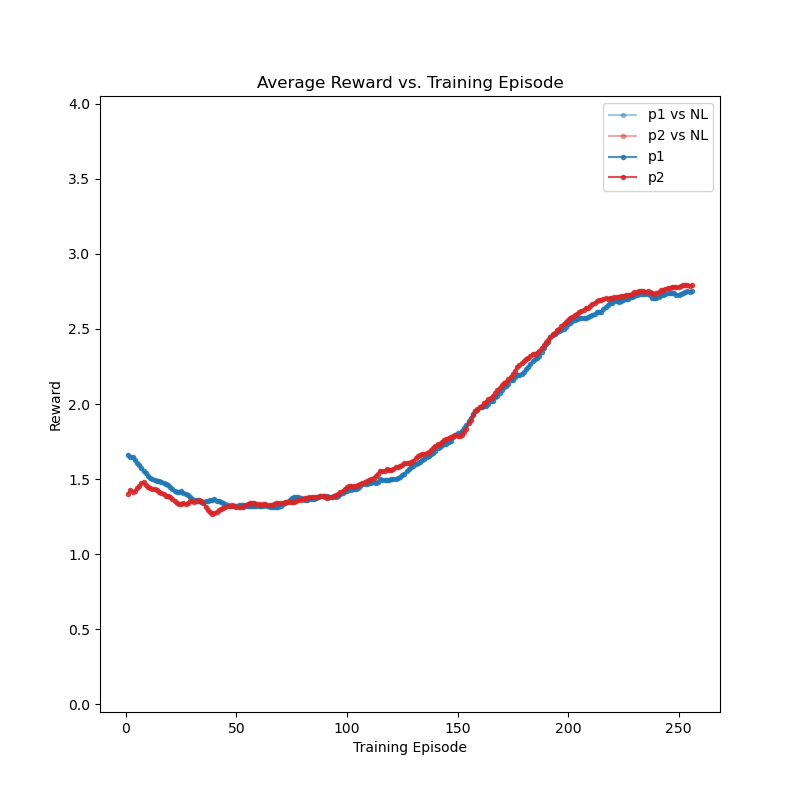 Average Reward vs. Training Episode
p1 vs NL
p2 vs NL
p1
p2
4.0
3.5
3.0
2.5
2.0
1.5
1.0
0.5
0.0
Reward
0 50 100 150 200 250
Training Episode